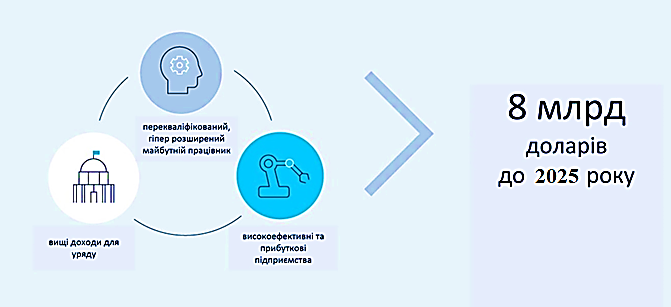 перекваліфікований,
гіпер розширений
майбутній працівник
вищі доходи для
уряду
високоефективні та
прибуткові
підприємства
8 млрд
доларів
до 2025 року